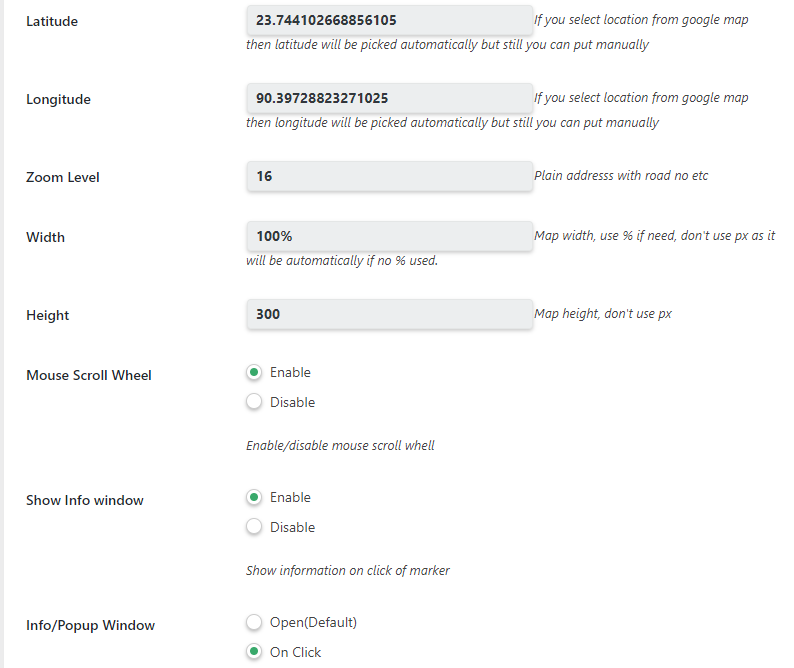 Latitude
23.744102668856105 If you select location from google map
then latitude will be picked automatically but still you can put manually
Longitude
90.39728823271025 If you select location from google map
then longitude will be picked automatically but still you can put manually
Zoom Level
16 Plain addresss with road no etc
Width
100% Map width, use % if need, don't use px as it
will be automatically if no % used.
Height
300 Map height, don't use px
Mouse Scroll Wheel
Enable
Disable
Enable/disable mouse scroll whell
Show Info window
Enable
Disable
Show information on click of marker
Info/Popup Window
Open(Default)
On Click